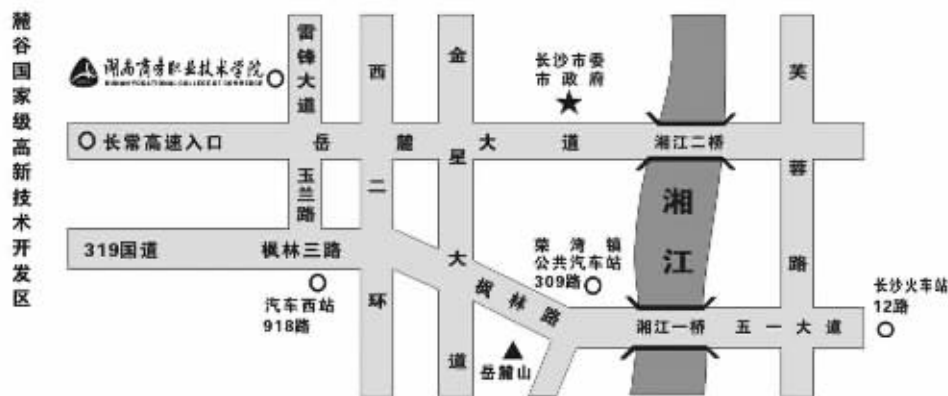 麓谷国家级高新技术开发区
湖南商务职业技术学院
HUNAN VOCATIONAL COLLEGE OF COMMERCE
雷锋大道
西二环
金星大道
长沙市委
市政府
芙蓉路
长常高速入口
岳麓大道
湘江二桥
玉兰路
湘江
319国道
枫林三路
枫林路
荣湾镇
公共汽车站
309路
汽车西站
918路
岳麓山
湘江一桥
五一大道
长沙火车站
12路